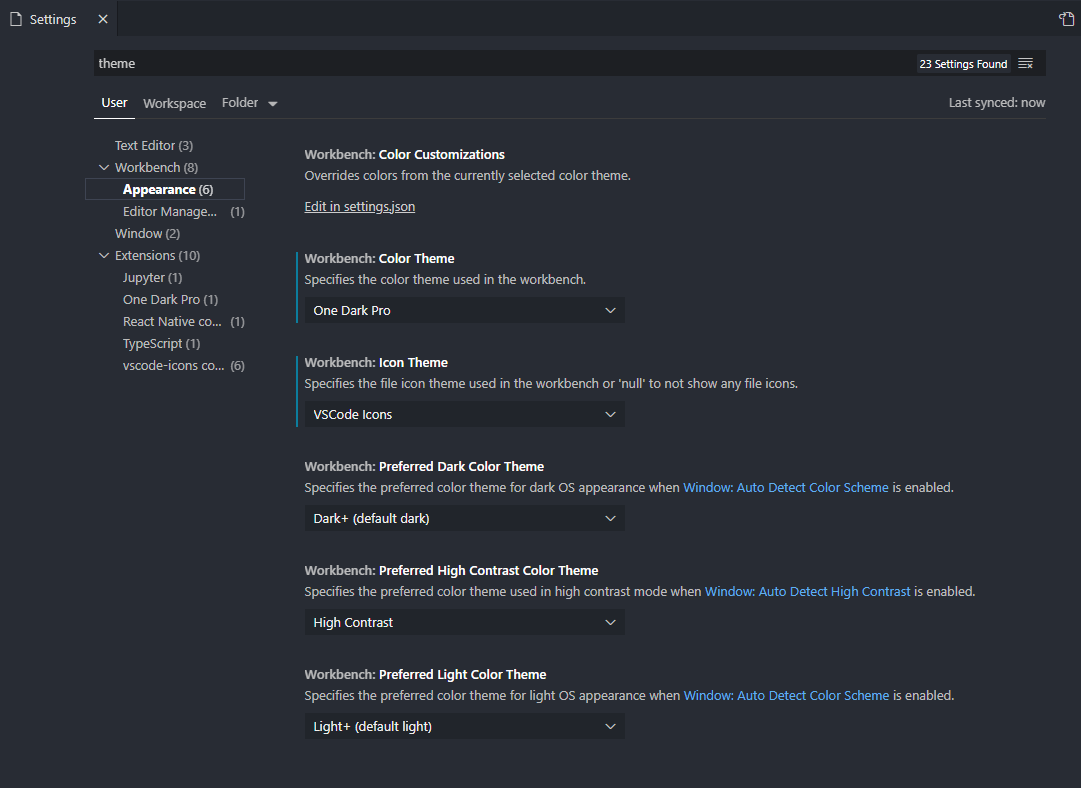 Settings
theme
23 Settings Found
User Workspace Folder
Last synced: now
Text Editor (3)
Workbench (8)
Appearance (6)
Editor Manage... (1)
Window (2)
Extensions (10)
Jupyter (1)
One Dark Pro (1)
React Native co... (1)
TypeScript (1)
vscode-icons co... (6)
Workbench: Color Customizations
Overrides colors from the currently selected color theme.
Edit in settings.json
Workbench: Color Theme
Specifies the color theme used in the workbench.
One Dark Pro
Workbench: Icon Theme
Specifies the file icon theme used in the workbench or 'null' to not show any file icons.
VSCode Icons
Workbench: Preferred Dark Color Theme
Specifies the preferred color theme for dark OS appearance when Window: Auto Detect Color Scheme is enabled.
Dark+ (default dark)
Workbench: Preferred High Contrast Color Theme
Specifies the preferred color theme used in high contrast mode when Window: Auto Detect High Contrast is enabled.
High Contrast
Workbench: Preferred Light Color Theme
Specifies the preferred color theme for light OS appearance when Window: Auto Detect Color Scheme is enabled.
Light+ (default light)